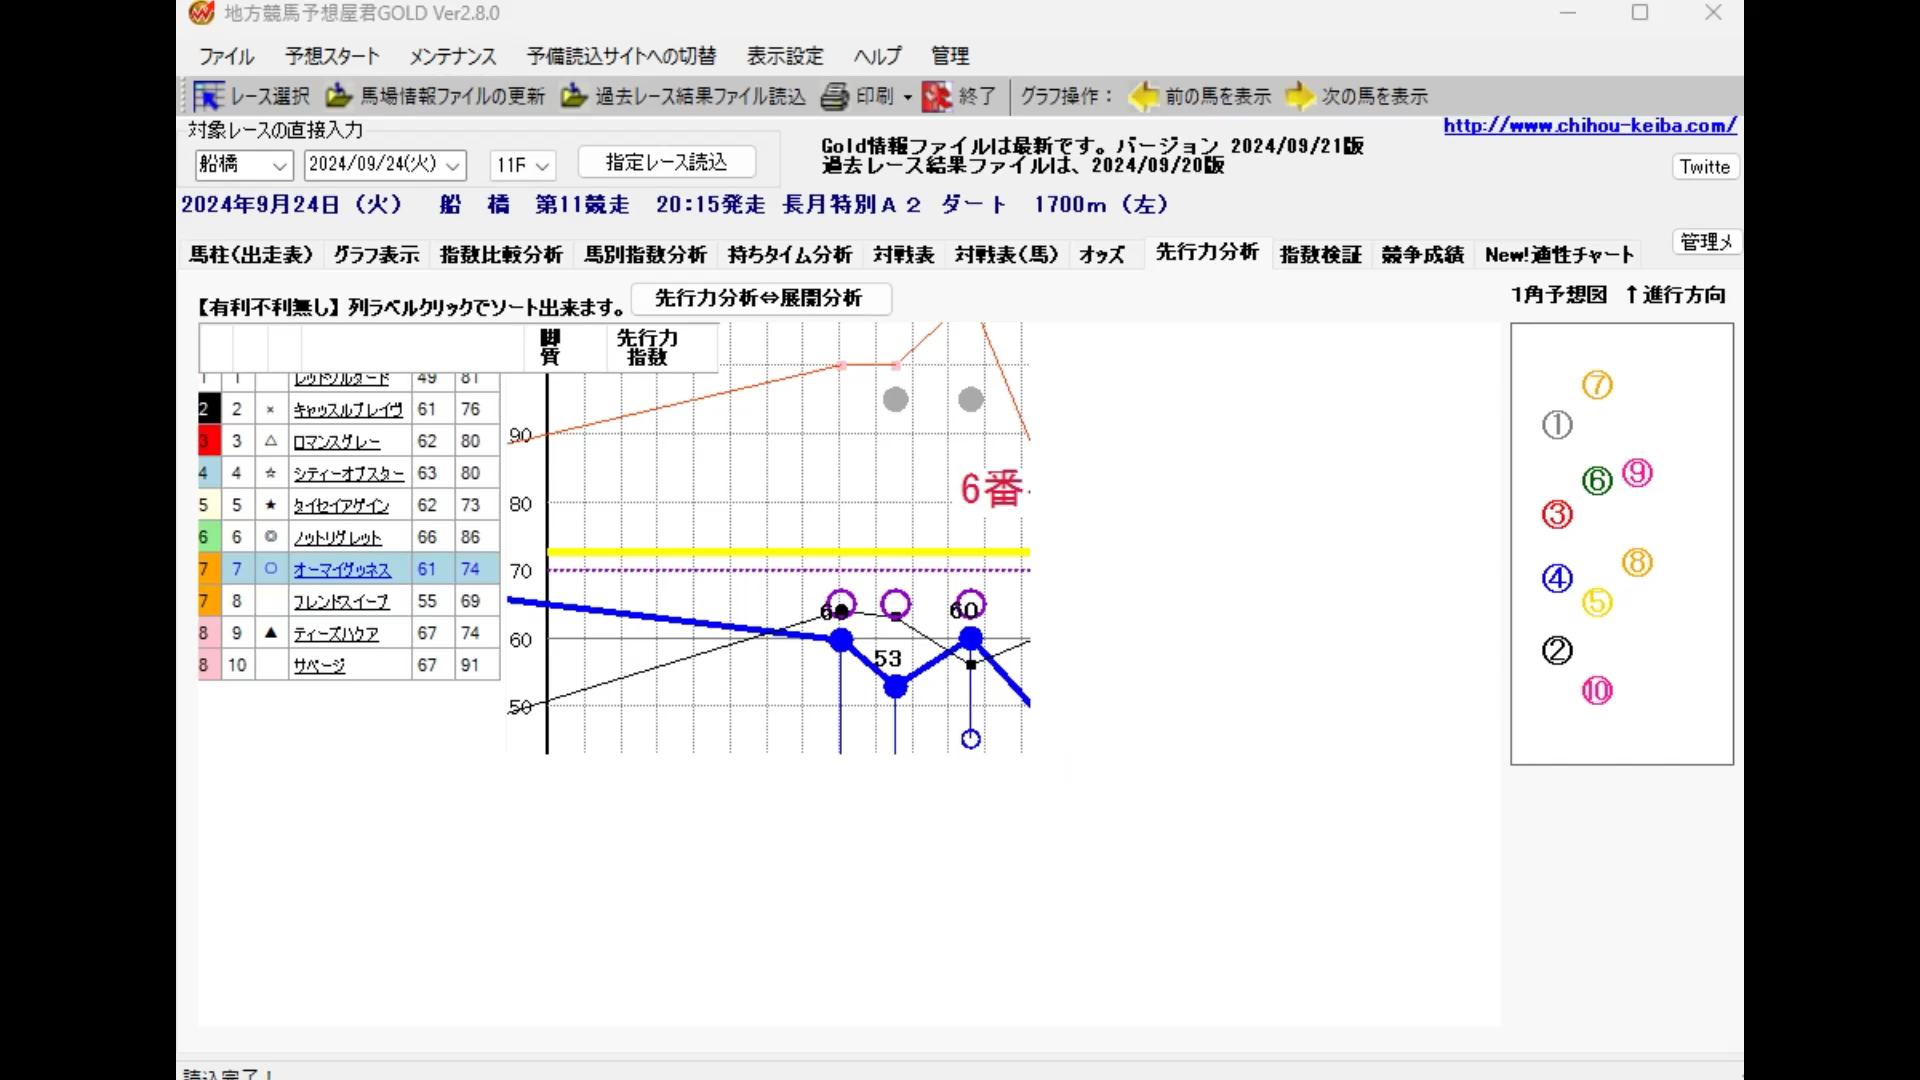 地方競馬予想屋君GOLD Ver2.8.0
ファイル 予想スタート メンテナンス 予備読込サイトへの切替 表示設定 ヘルプ 管理
レース選択 馬場情報ファイルの更新 過去レース結果ファイル読込 印刷 終了 グラフ操作： 前の馬を表示 次の馬を表示
対象レースの直接入力
http://www.chihou-keiba.com/
船橋 2024/09/24(火) 11F 指定レース読込
Gold情報ファイルは最新です。バージョン 2024/09/21版
過去レース結果ファイルは、2024/09/20版
Twitte
2024年9月24日（火） 船 橋 第11競走 20:15発走 長月特別Ａ２ ダート 1700m（左）
管理メ
馬柱(出走表) グラフ表示 指数比較分析 馬別指数分析 持ちタイム分析 対戦表 対戦表(馬) オッズ 先行力分析 指数検証 競争成績 New!適性チャート
【有利不利無し】列ラベルクリックでソート出来ます。 先行力分析⇔展開分析
1角予想図 ↑進行方向
脚質 先行力指数
1 1 レッドソルダード 49 81
2 2 × キャッスルブレイヴ 61 76
3 3 △ ロマンスグレー 62 80
4 4 ☆ シティーオブスター 63 80
5 5 ★ タイセイアゲイン 62 73
6 6 ◎ ノットリグレット 66 86
7 7 ○ オーマイグッネス 61 74
7 8 フレンドスイープ 55 69
8 9 ▲ ティーズハクア 67 74
8 10 サベージ 67 91
90
80
70
60
50
6番
60
53
⑦
①
⑥ ⑨
③
⑧
④
⑤
②
⑩
読込完了！